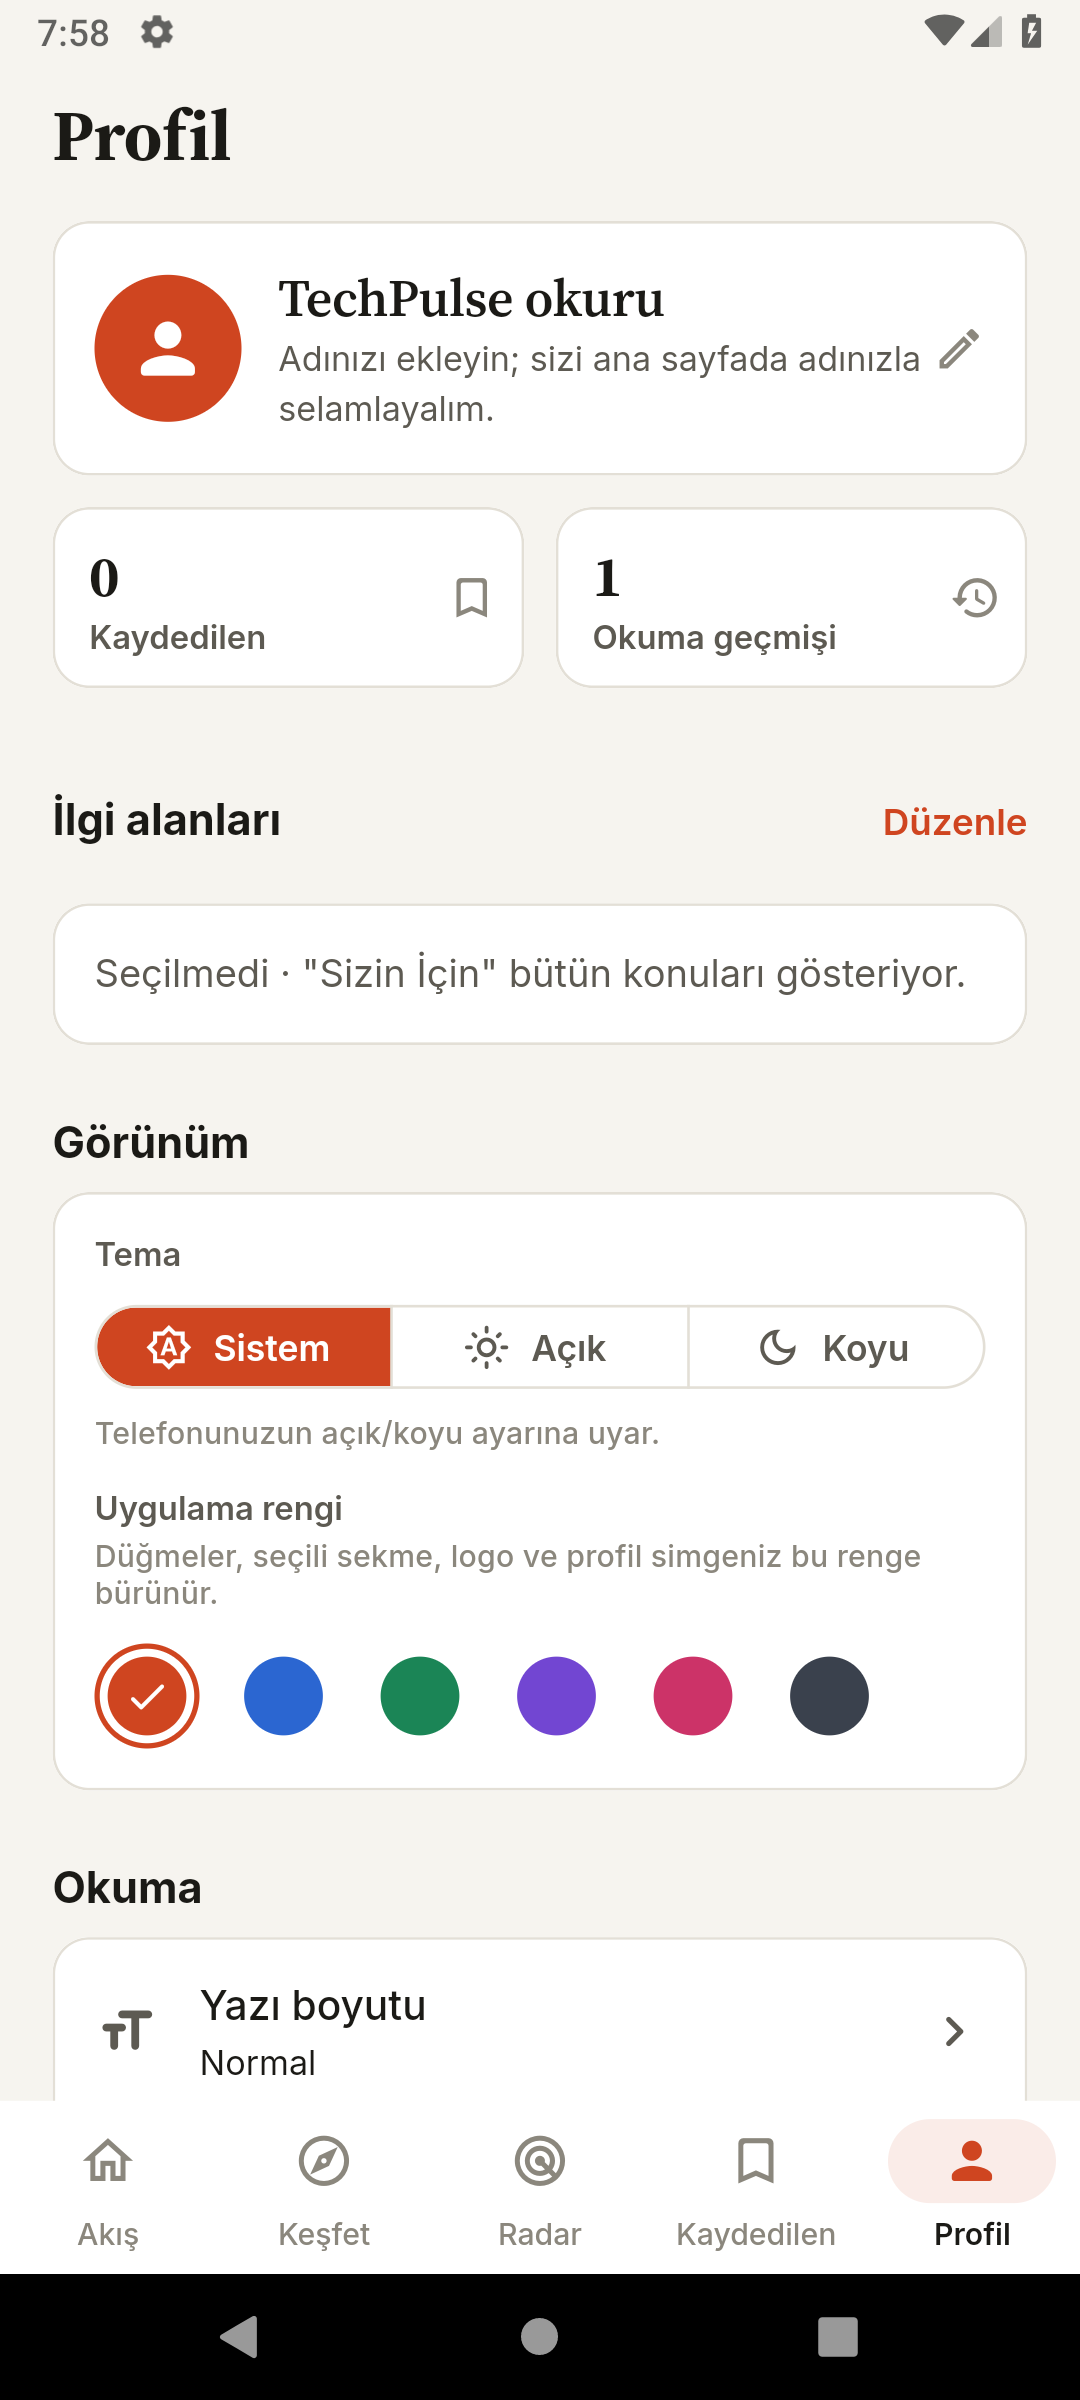 7:58
Profil
TechPulse okuru
Adınızı ekleyin; sizi ana sayfada adınızla
selamlayalım.
0
Kaydedilen
1
Okuma geçmişi
İlgi alanları
Düzenle
Seçilmedi · "Sizin İçin" bütün konuları gösteriyor.
Görünüm
Tema
Sistem
Açık
Koyu
Telefonunuzun açık/koyu ayarına uyar.
Uygulama rengi
Düğmeler, seçili sekme, logo ve profil simgeniz bu renge
bürünür.
Okuma
Yazı boyutu
Normal
Akış
Keşfet
Radar
Kaydedilen
Profil